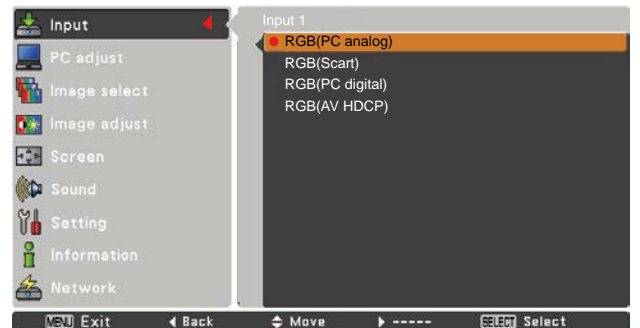 Input
PC adjust
Image select
Image adjust
Screen
Sound
Setting
Information
Network
Input 1
RGB(PC analog)
RGB(Scart)
RGB(PC digital)
RGB(AV HDCP)
MENU Exit Back Move ----- SELECT Select